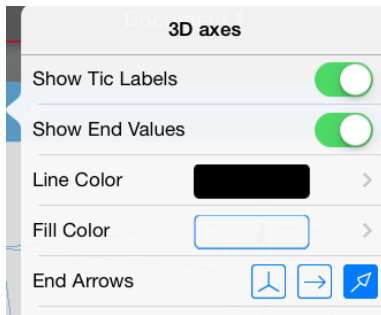 3D axes
Show Tic Labels
Show End Values
Line Color
Fill Color
End Arrows